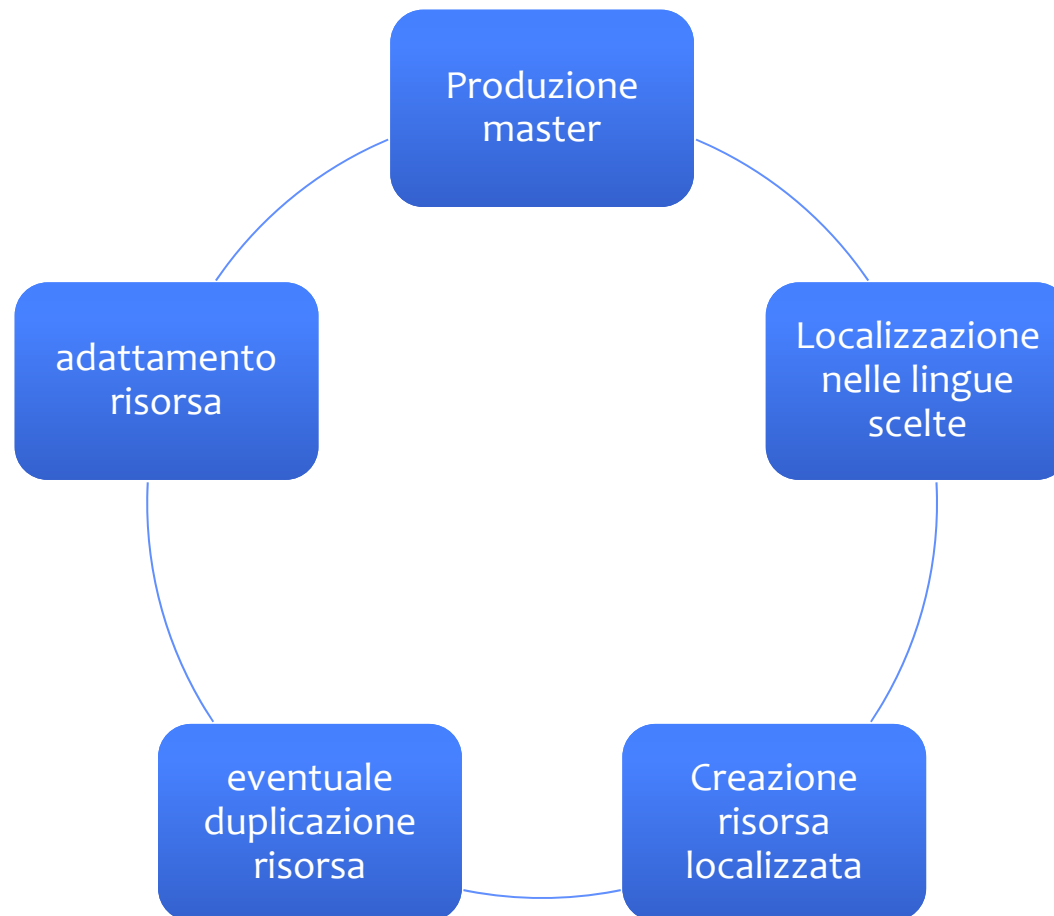 Produzione
master
Localizzazione
nelle lingue
scelte
Creazione
risorsa
localizzata
eventuale
duplicazione
risorsa
adattamento
risorsa